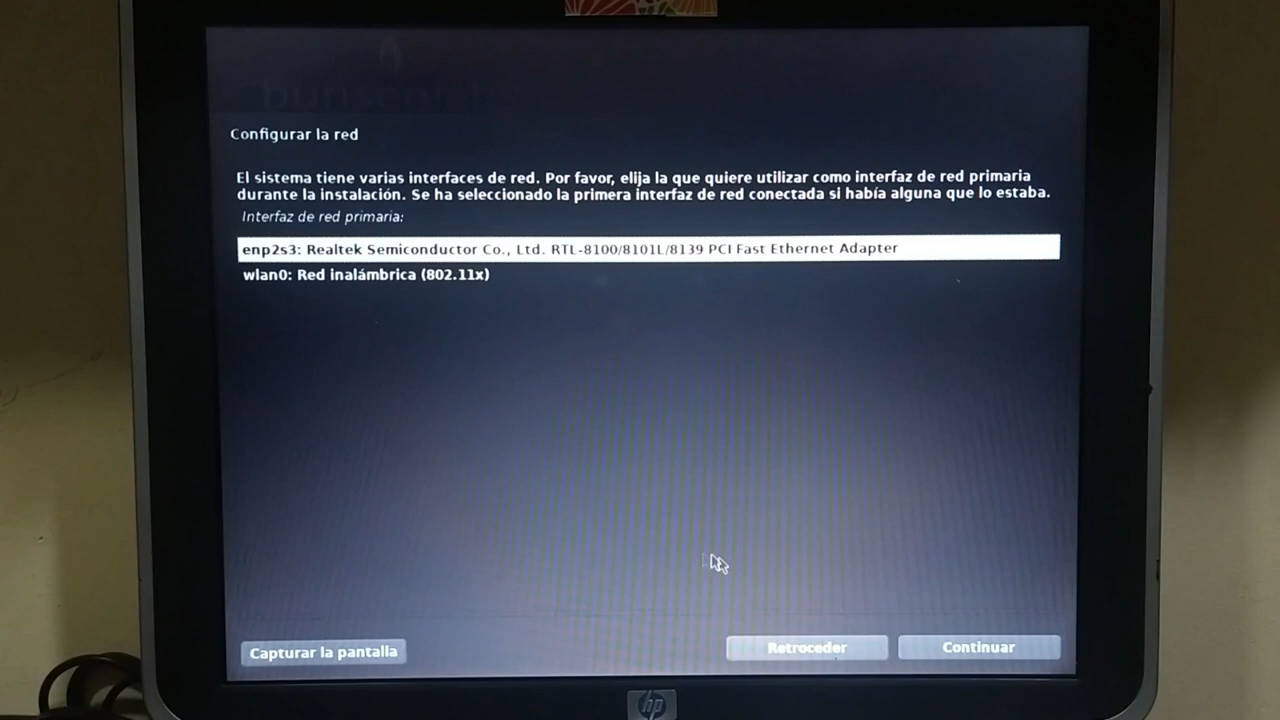 Configurar la red
El sistema tiene varias interfaces de red. Por favor, elija la que quiere utilizar como interfaz de red primaria
durante la instalación. Se ha seleccionado la primera interfaz de red conectada si había alguna que lo estaba.
Interfaz de red primaria:
enp2s3: Realtek Semiconductor Co., Ltd. RTL-8100/8101L/8139 PCI Fast Ethernet Adapter
wlan0: Red inalámbrica (802.11x)
Capturar la pantalla
Retroceder
Continuar
hp